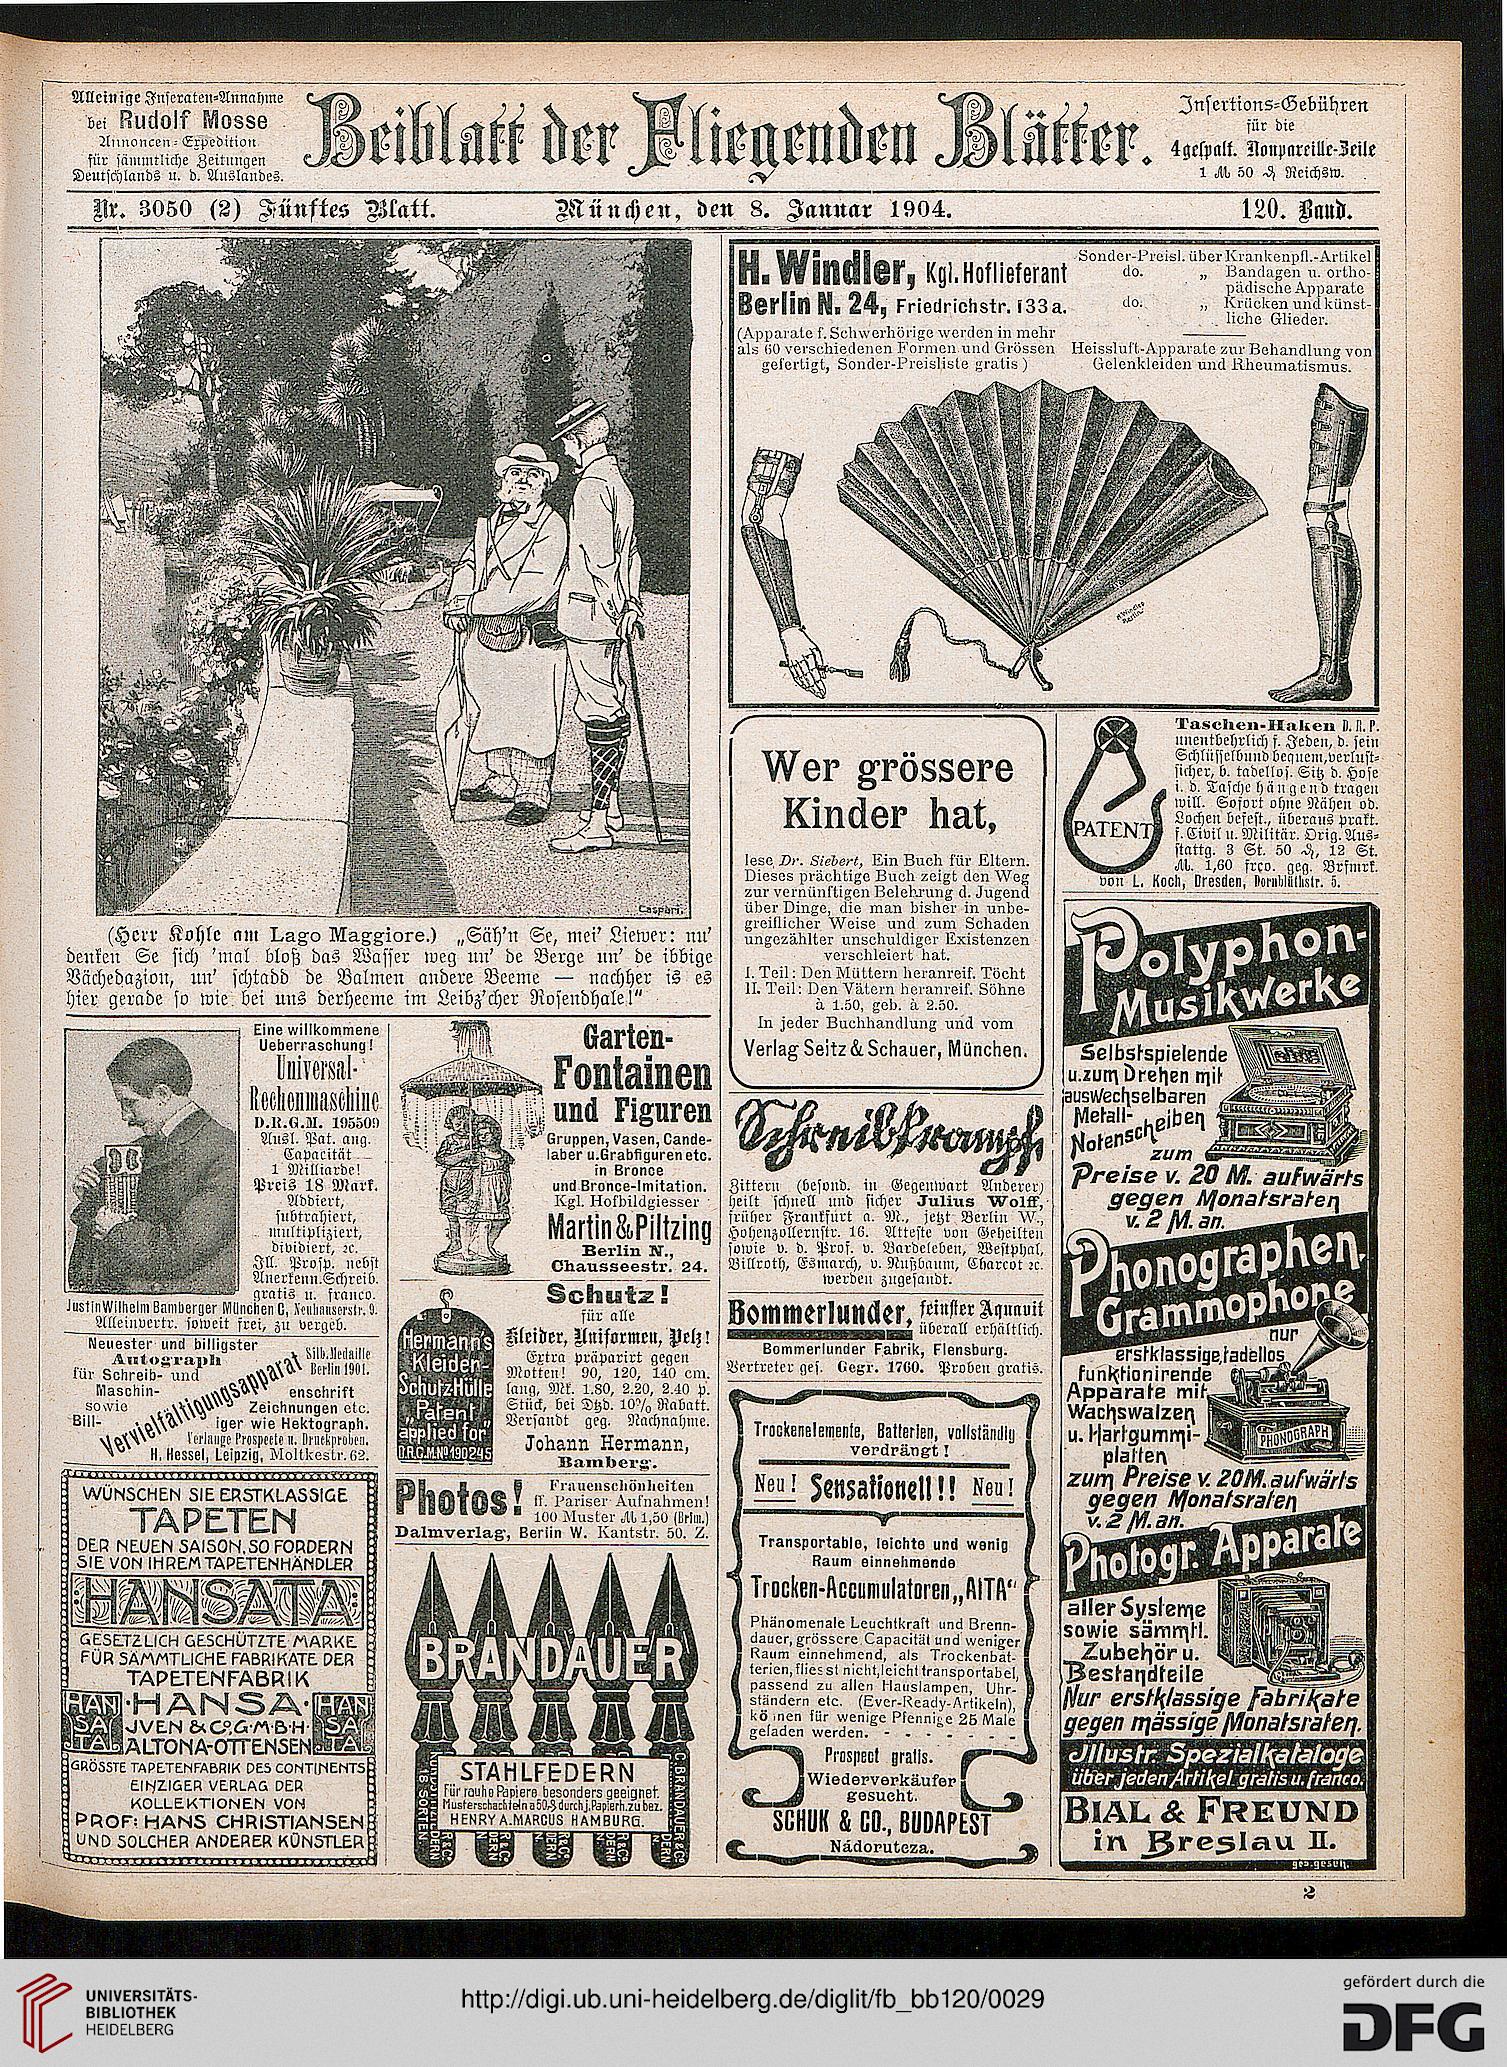 Alleinige Inseraten-Annahme
bei Rudolf Mosse
Annoncen-Expedition
für sämmtliche Zeitungen
Deutschlands u. d. Auslandes.
Beiblatt der Fliegenden Blätter.
Insertions-Gebühren
für die
4gespalt. Nonpareille-Zeile
1 ℳ 50 ₰ Reichsw.
Nr. 3050 (2) Fünftes Blatt.
München, den 8. Januar 1904.
120. Band.
Caspari.
(Herr Kohle am Lago Maggiore.) „Säh'n Se, mei' Liewer: nu'
denken Se sich 'mal bloß das Wasser weg un' de Berge un' de ibbige
Vächedazion, un' schtadd de Balmen andere Beeme — nachher is es
hier gerade so wie bei uns derheeme im Leibz'cher Rosendhale!"
Eine willkommene
Ueberraschung!
Universal-
Rechenmaschine
D.R.G.M. 195509
Ausl. Pat. ang.
Capacität
1 Milliarde!
Preis 18 Mark.
Addiert,
subtrahiert,
multipliziert,
dividiert, ꝛc.
Ill. Prosp. nebst
Anerkenn.Schreib.
gratis u. franco.
Justin Wilhelm Bamberger München C, Neuhauserstr. 9.
Alleinvertr. soweit frei, zu vergeb.
Neuester und billigster
Autograph
für Schreib- und
Maschin-
sowie
Bill-
Vervielfältigungsapparat
Silb. Medaille
Berlin 1901.
enschrift
Zeichnungen etc.
iger wie Hektograph.
Verlange Prospecte u. Druckproben.
H. Hessel, Leipzig, Moltkestr. 62.
WÜNSCHEN SIE ERSTKLASSIGE
TAPETEN
DER NEUEN SAISON, SO FORDERN
SIE VON IHREM TAPETENHÄNDLER
HANSATA
GESETZLICH GESCHÜTZTE MARKE
FÜR SÄMMTLICHE FABRIKATE DER
TAPETENFABRIK
HANSATA
HANSA
HANSATA
JVEN & Cº.G.M.B.H.
ALTONA-OTTENSEN
GRÖSSTE TAPETENFABRIK DES CONTINENTS
EINZIGER VERLAG DER
KOLLEKTIONEN VON
PROF: HANS CHRISTIANSEN
UND SOLCHER ANDERER KÜNSTLER
Garten-
Fontainen
und Figuren
Gruppen, Vasen, Cande-
laber u. Grabfiguren etc.
in Bronce
und Bronce-Imitation.
Kgl. Hofbildgiesser
Martin & Piltzing
Berlin N.,
Chausseestr. 24.
Hermann's
Kleider-
Schutzhülle
„Patent"
applied for
D.R.G.M.Nº190245
Schutz!
für alle
Kleider, Uniformen, Pelz!
Extra präparirt gegen
Motten! 90, 120, 140 cm.
lang, Mk. 1.80, 2.20, 2.40 p.
Stück, bei Dtzd. 10% Rabatt.
Versandt geg. Nachnahme.
Johann Hermann,
Bamberg.
Photos!
Frauenschönheiten
ff. Pariser Aufnahmen!
100 Muster ℳ 1,50 (Brfm.)
Dalmverlag, Berlin W. Kantstr. 50. Z.
BRANDAUER
STAHLFEDERN
Für rauhe Papiere besonders geeignet.
Musterschachteln a 50 ₰ durch j. Papierh. zu bez.
HENRY A. MARCUS HAMBURG.
18 SORTEN
C. BRANDAUER & Cº
H. Windler, Kgl. Hoflieferant
Berlin N. 24, Friedrichstr. 133a.
(Apparate f. Schwerhörige werden in mehr
als 60 verschiedenen Formen und Grössen
gefertigt, Sonder-Preisliste gratis)
Sonder-Preisl. über Krankenpfl.-Artikel
do. „ Bandagen u. ortho-
pädische Apparate
do. „ Krücken und künst-
liche Glieder.
Heissluft-Apparate zur Behandlung von
Gelenkleiden und Rheumatismus.
H. Windler
Berlin
Wer grössere
Kinder hat,
lese Dr. Siebert, Ein Buch für Eltern.
Dieses prächtige Buch zeigt den Weg
zur vernünftigen Belehrung d. Jugend
über Dinge, die man bisher in unbe-
greiflicher Weise und zum Schaden
ungezählter unschuldiger Existenzen
verschleiert hat.
I. Teil: Den Müttern heranreif. Töcht
II. Teil: Den Vätern heranreif. Söhne
à 1.50, geb. à 2.50.
In jeder Buchhandlung und vom
Verlag Seitz & Schauer, München.
Schreibkrampf
Zittern (besond. in Gegenwart Anderer)
heilt schnell und sicher Julius Wolff,
früher Frankfurt a. M., jetzt Berlin W.,
Hohenzollernstr. 16. Atteste von Geheilten
sowie v. d. Prof. v. Bardeleben, Westphal,
Billroth, Esmarch, v. Nußbaum, Charcot ꝛc.
werden zugesandt.
Bommerlunder, feinster Aquavit
überall erhältlich.
Bommerlunder Fabrik, Flensburg.
Vertreter ges. Gegr. 1760. Proben gratis.
Trockenelemente, Batterien, vollständig
verdrängt!
Neu! Sensationell!! Neu!
Transportable, leichte und wenig
Raum einnehmende
Trocken-Accumulatoren „AITA"
Phänomenale Leuchtkraft und Brenn-
dauer, grössere Capacität und weniger
Raum einnehmend, als Trockenbat-
terien, fliesst nicht, leicht transportabel,
passend zu allen Hauslampen, Uhr-
ständern etc. (Ever-Ready-Artikeln),
können für wenige Pfennige 25 Male
geladen werden. - - - - - -
Prospect gratis.
Wiederverkäufer
gesucht.
SCHUK & CO., BUDAPEST
Nádorutcza.
PATENT
Taschen-Haken D.R.P.
unentbehrlich f. Jeden, d. sein
Schlüsselbund bequem, verlust-
sicher, b. tadellos. Sitz d. Hose
i. d. Tasche hängend tragen
will. Sofort ohne Nähen od.
Lochen befest., überaus prakt.
f. Civil u. Militär. Orig. Aus-
stattg. 3 St. 50 ₰, 12 St.
ℳ. 1,60 frco. geg. Brfmrk.
von L. Koch, Dresden, Dornblüthstr. 5.
Polyphon-
Musikwerke
Selbstspielende
u. zum Drehen mit
auswechselbaren
Metall-
Notenscheiben
zum
Preise v. 20 M. aufwärts
gegen Monatsraten
v. 2 M. an.
Phonographen,
Grammophone
nur
erstklassige, tadellos
funktionirende
Apparate mit
Wachswalzen
u. Hartgummi-
platten
PHONOGRAPH
zum Preise v. 20 M. aufwärts
gegen Monatsraten
v. 2 M. an.
Photogr. Apparate
aller Systeme
sowie sämmtl.
Zubehör u.
Bestandteile
Nur erstklassige Fabrikate
gegen mässige Monatsraten.
Jllustr. Spezialkataloge
über jeden Artikel gratis u. franco.
BIAL & FREUND
in Breslau II.
ges. gesch.
2
UNIVERSITÄTS-
BIBLIOTHEK
HEIDELBERG
http://digi.ub.uni-heidelberg.de/diglit/fb_bb120/0029
gefördert durch die
DFG